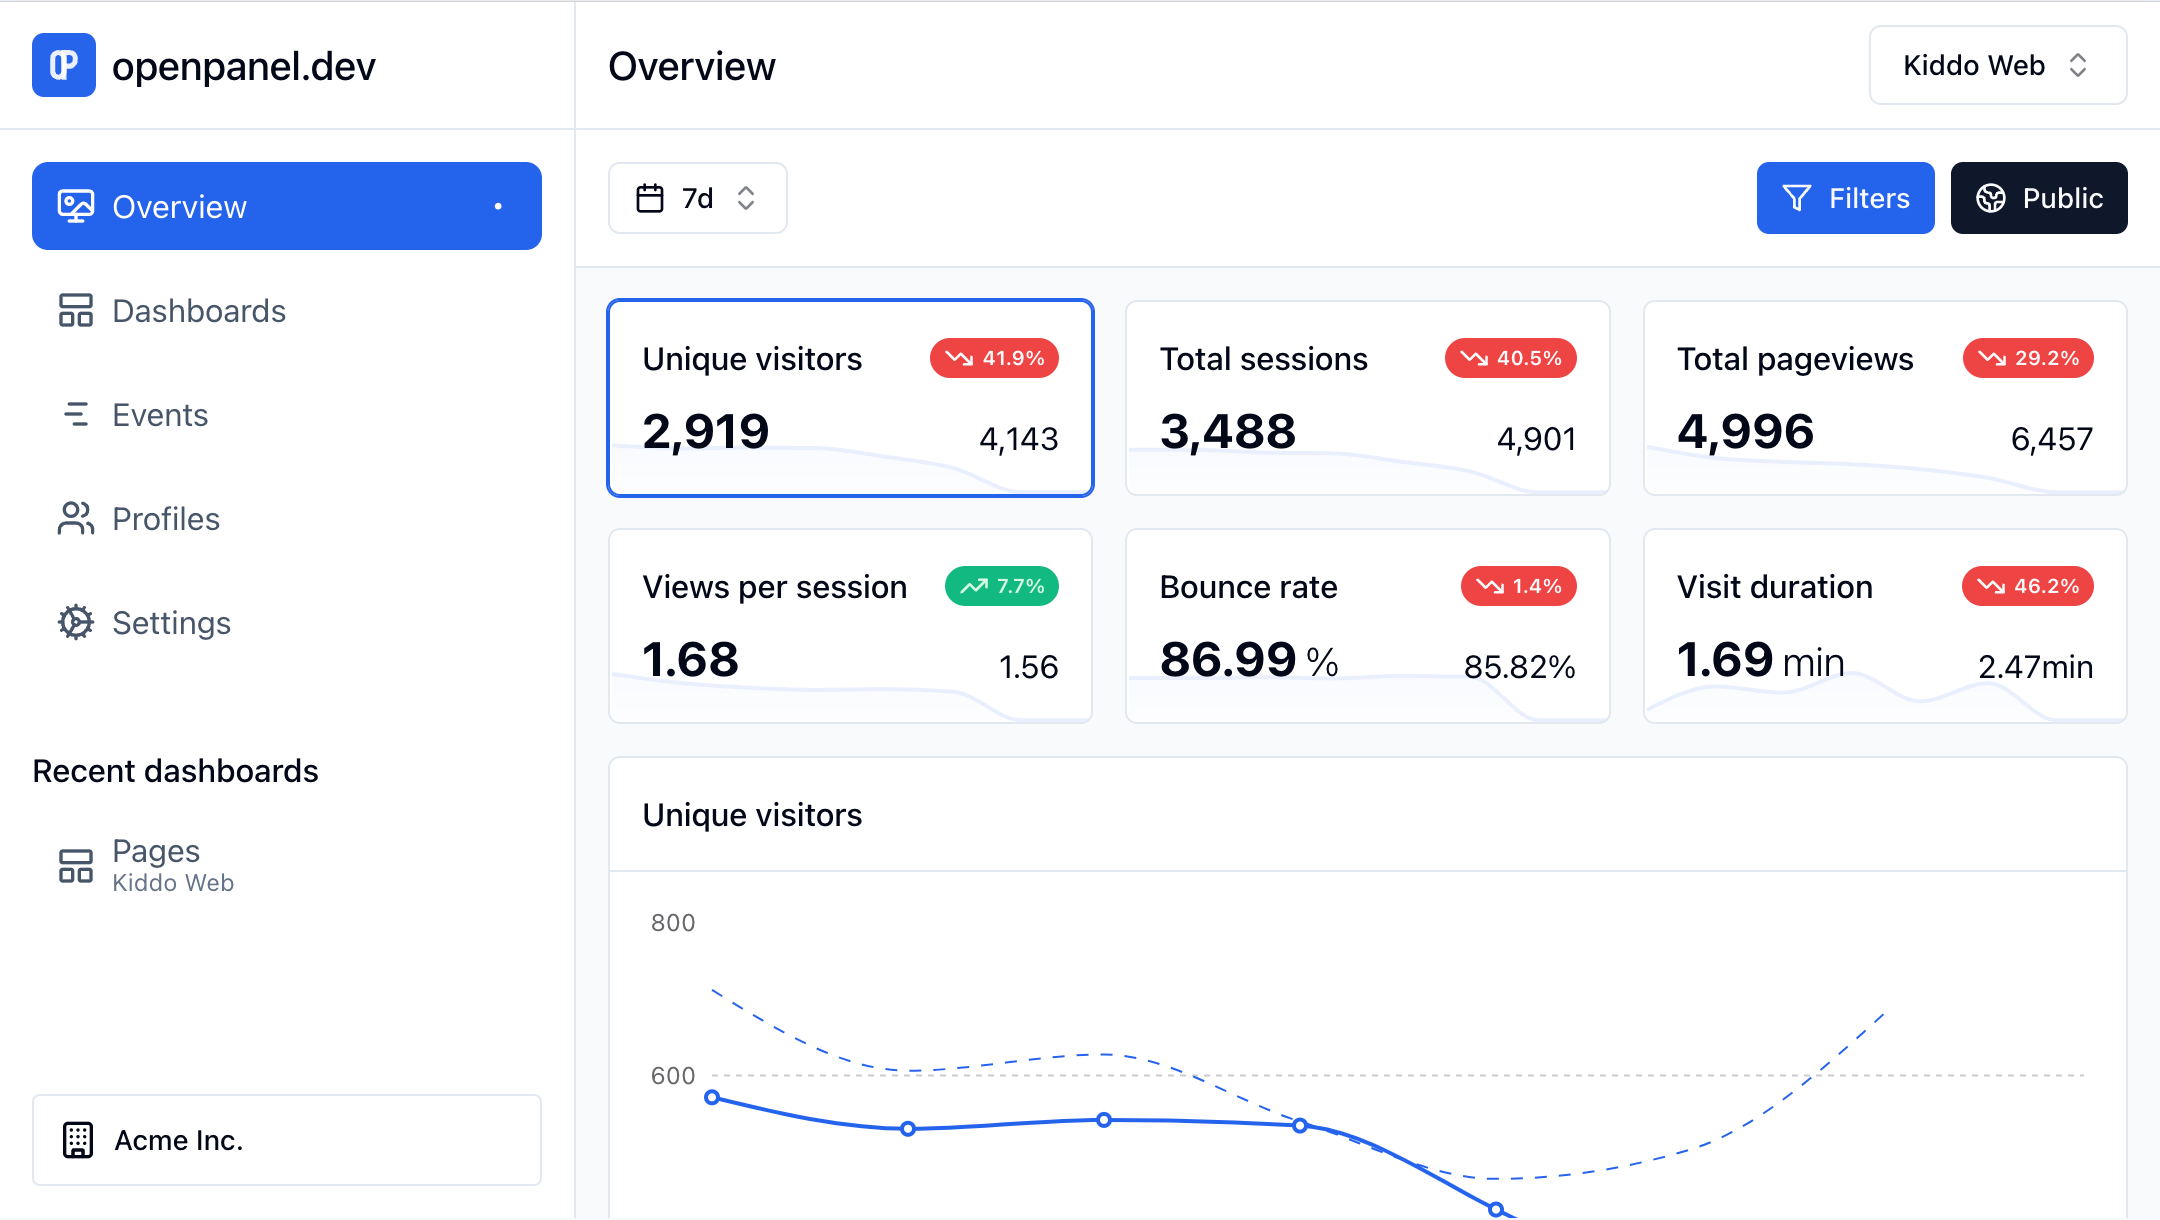 openpanel.dev
Overview
Kiddo Web
Overview
Dashboards
Events
Profiles
Settings
Recent dashboards
Pages
Kiddo Web
Acme Inc.
7d
Filters
Public
Unique visitors 41.9%
2,919 4,143
Total sessions 40.5%
3,488 4,901
Total pageviews 29.2%
4,996 6,457
Views per session 7.7%
1.68 1.56
Bounce rate 1.4%
86.99 % 85.82%
Visit duration 46.2%
1.69 min 2.47min
Unique visitors
800
600